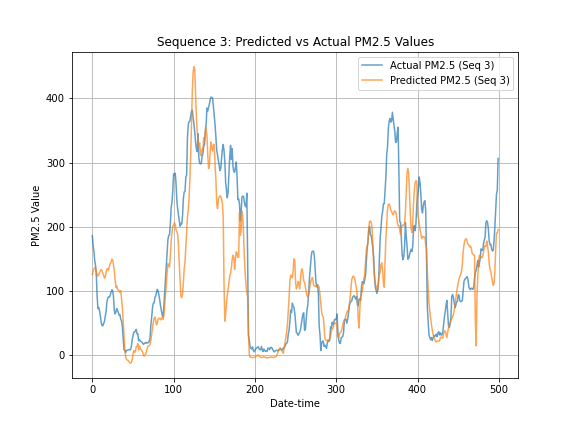 Sequence 3: Predicted vs Actual PM2.5 Values
Actual PM2.5 (Seq 3)
Predicted PM2.5 (Seq 3)
PM2.5 Value
400
300
200
100
0
0 100 200 300 400 500
Date-time